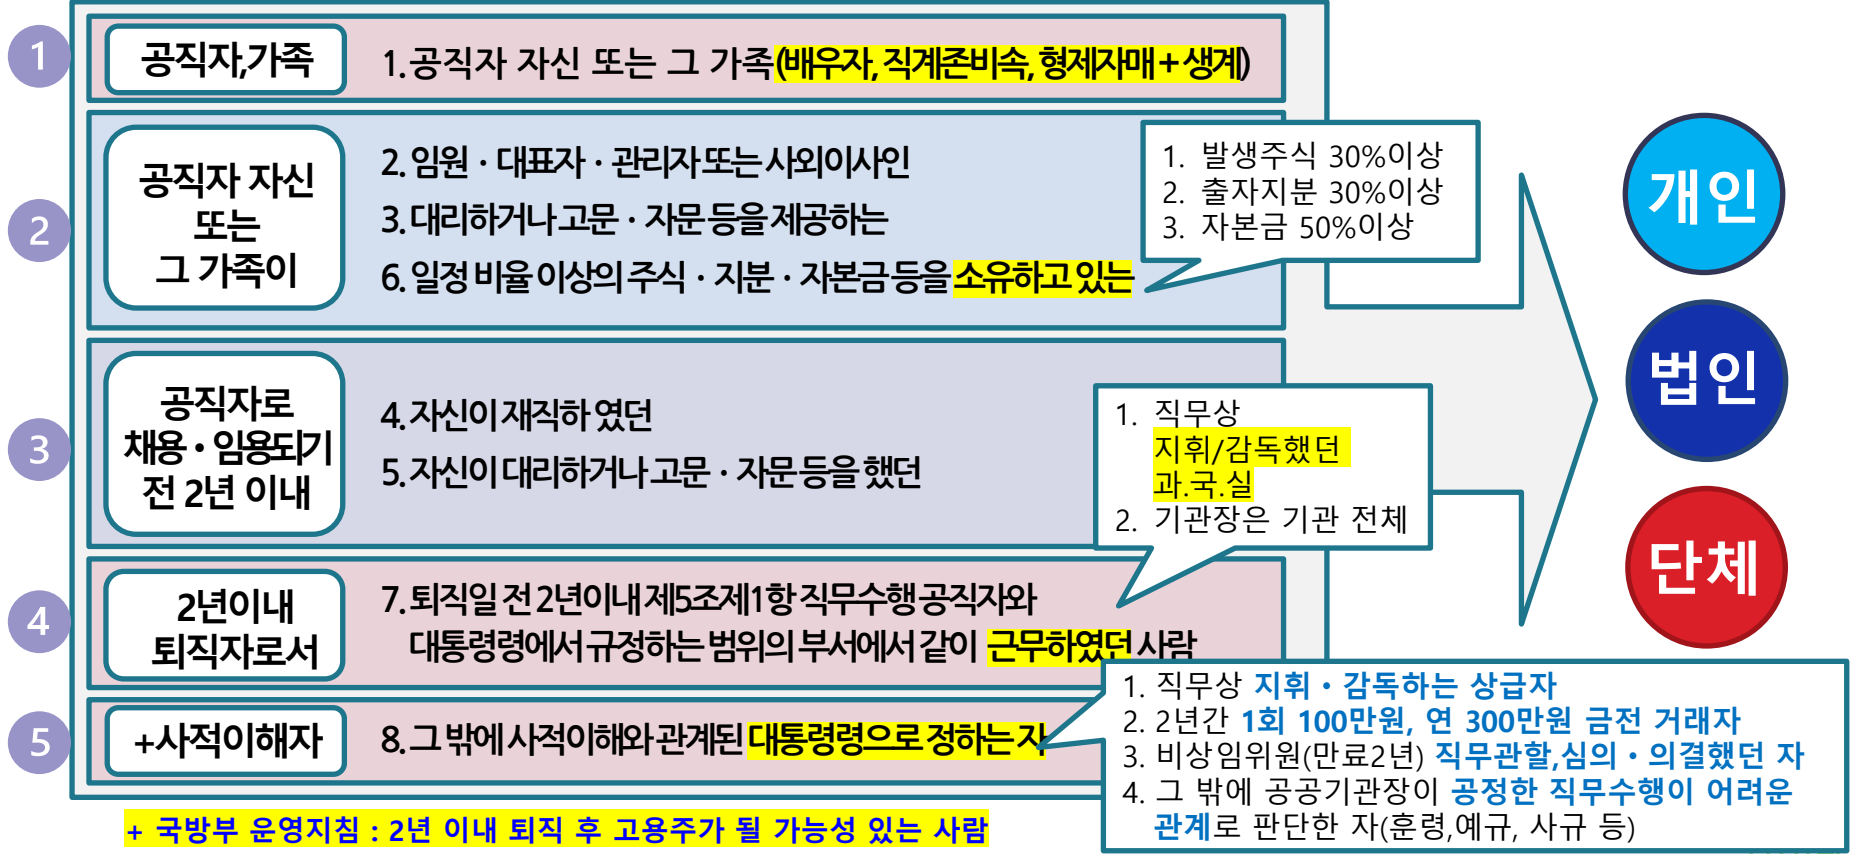 1
공직자,가족
1.공직자 자신 또는 그 가족(배우자, 직계존비속, 형제자매+생계)
2
공직자 자신
또는
그 가족이
2. 임원 · 대표자 · 관리자 또는 사외이사인
3. 대리하거나 고문 · 자문 등을 제공하는
6. 일정 비율 이상의 주식 · 지분 · 자본금 등을 소유하고 있는
1. 발생주식 30%이상
2. 출자지분 30%이상
3. 자본금 50%이상
3
공직자로
채용 · 임용되기
전 2년 이내
4. 자신이 재직하 였던
5. 자신이 대리하거나 고문 · 자문 등을 했던
1. 직무상
지휘/감독했던
과.국.실
2. 기관장은 기관 전체
4
2년이내
퇴직자로서
7. 퇴직일 전 2년이내 제5조제1항 직무수행 공직자와
대통령령에서 규정하는 범위의 부서에서 같이 근무하였던 사람
5
+사적이해자
8. 그 밖에 사적이해와 관계된 대통령령으로 정하는 자
1. 직무상 지휘 · 감독하는 상급자
2. 2년간 1회 100만원, 연 300만원 금전 거래자
3. 비상임위원(만료2년) 직무관할,심의 · 의결했던 자
4. 그 밖에 공공기관장이 공정한 직무수행이 어려운
관계로 판단한 자(훈령,예규, 사규 등)
+ 국방부 운영지침 : 2년 이내 퇴직 후 고용주가 될 가능성 있는 사람
개인
법인
단체